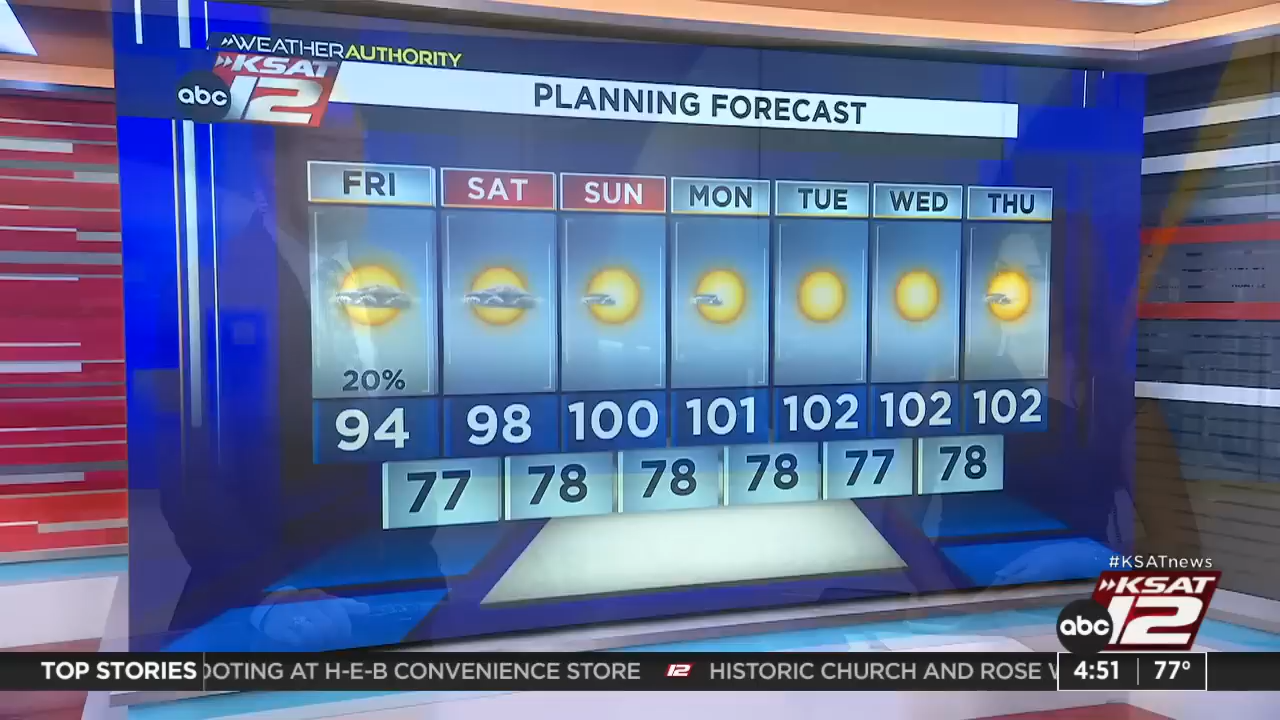 WEATHERAUTHORITY
KSAT
abc 12
PLANNING FORECAST
FRI SAT SUN MON TUE WED THU
20%
94 98 100 101 102 102 102
77 78 78 78 77 78
#KSATnews
KSAT
abc 12
TOP STORIES OOTING AT H-E-B CONVENIENCE STORE 12 HISTORIC CHURCH AND ROSE 4:51 77°